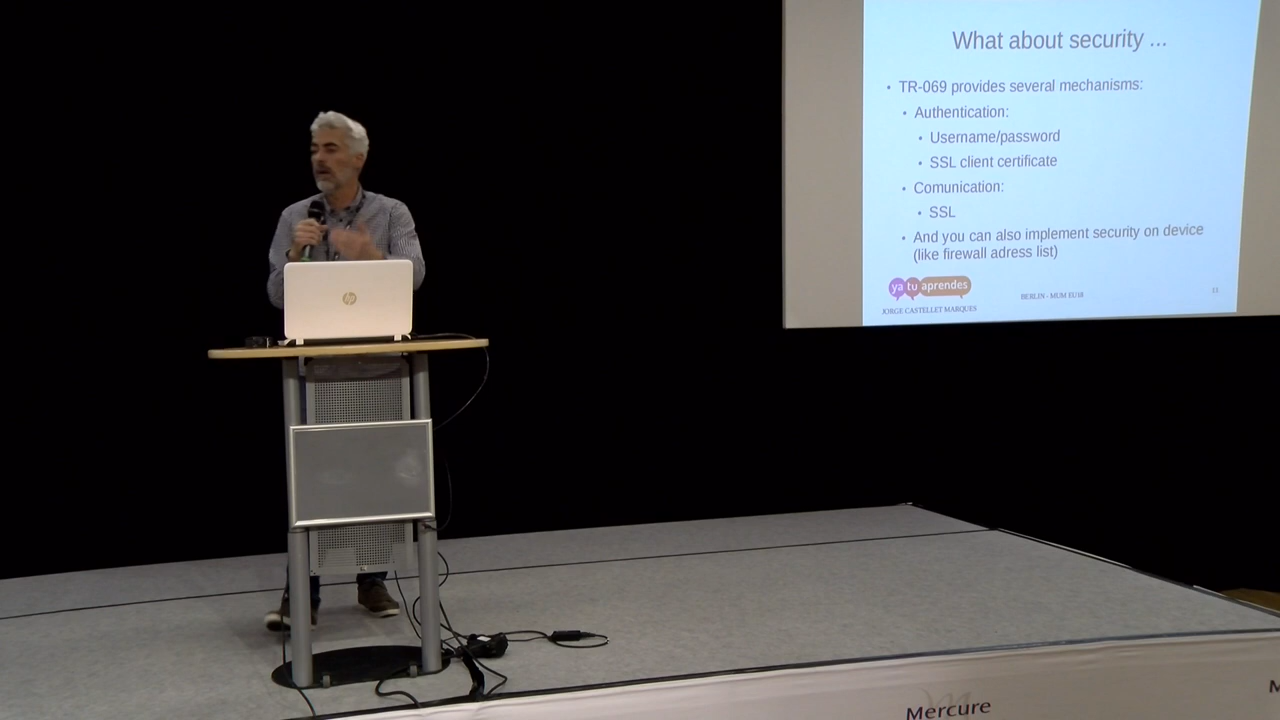 What about security ...
• TR-069 provides several mechanisms:
• Authentication:
• Username/password
• SSL client certificate
• Comunication:
• SSL
• And you can also implement security on device
(like firewall adress list)
ya tu aprendes
JORGE CASTELLET MARQUES
BERLIN - MUM EU18
11
hp
Mercure
M